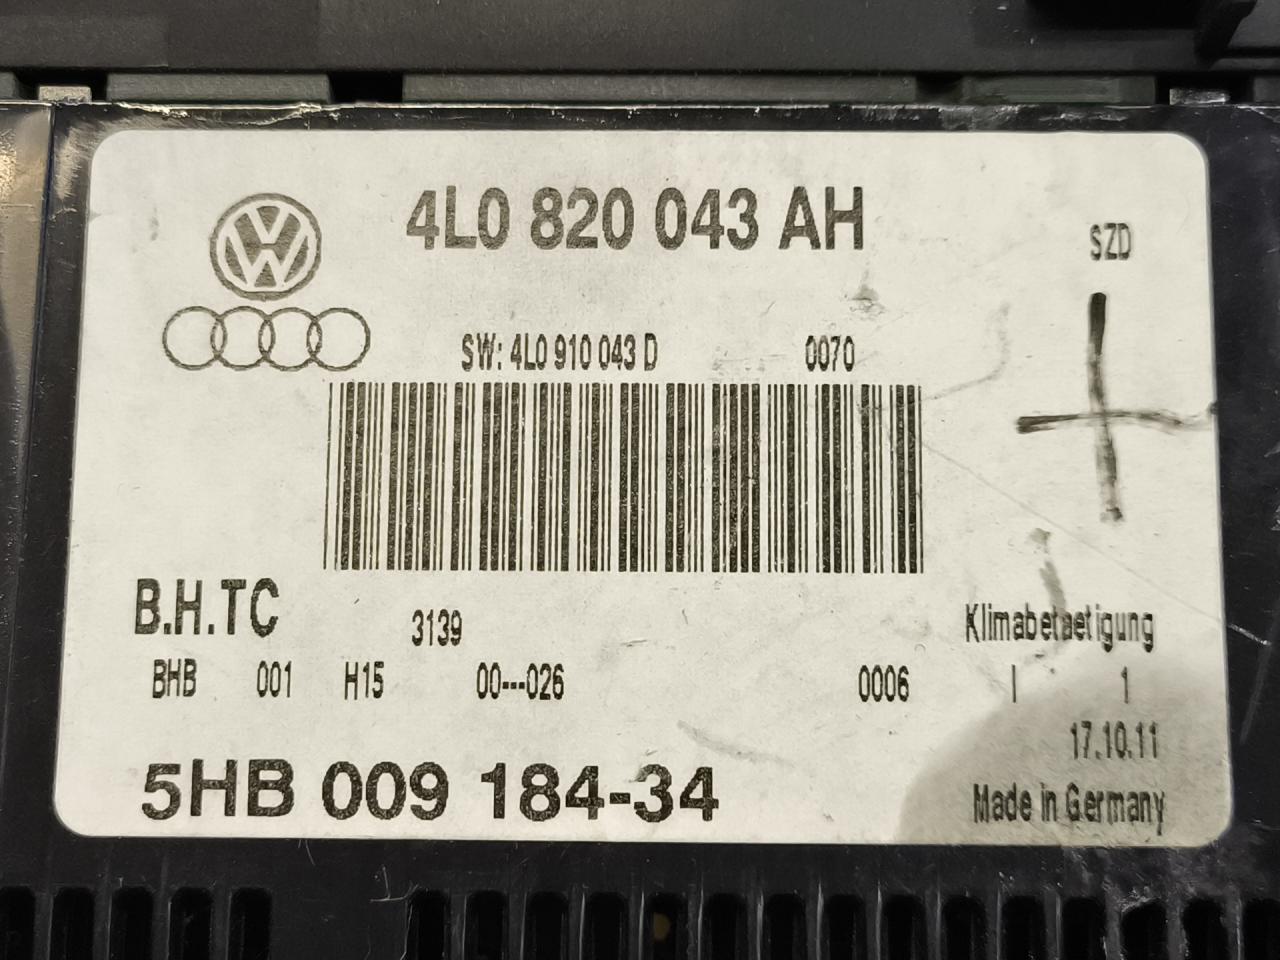 4L0 820 043 AH
SZD
SW: 4L0 910 043 D 0070
B.H.TC
3139
Klimabetaetigung
BHB 001 H15 00---026 0006 I 1
17.10.11
5HB 009 184-34
Made in Germany